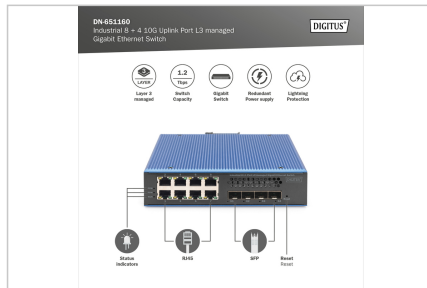 DN-651160
Industrial 8 + 4 10G Uplink Port L3 managed
Gigabit Ethernet Switch
DIGITUS®
3
LAYER
1.2
Tbps
Layer 3
managed
Switch
Capacity
Gigabit
Switch
Redundant
Power supply
Lightning
Protection
Status
indicators
RJ45
SFP
Reset
Reset